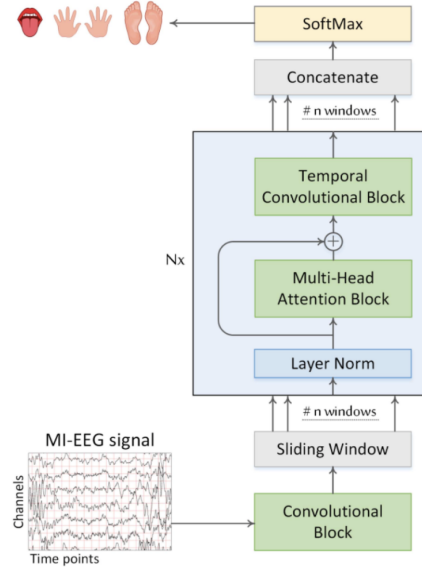 SoftMax
Concatenate
# n windows
Temporal
Convolutional Block
Nx
Multi-Head
Attention Block
Layer Norm
# n windows
MI-EEG signal
Sliding Window
Channels
Convolutional
Block
Time points